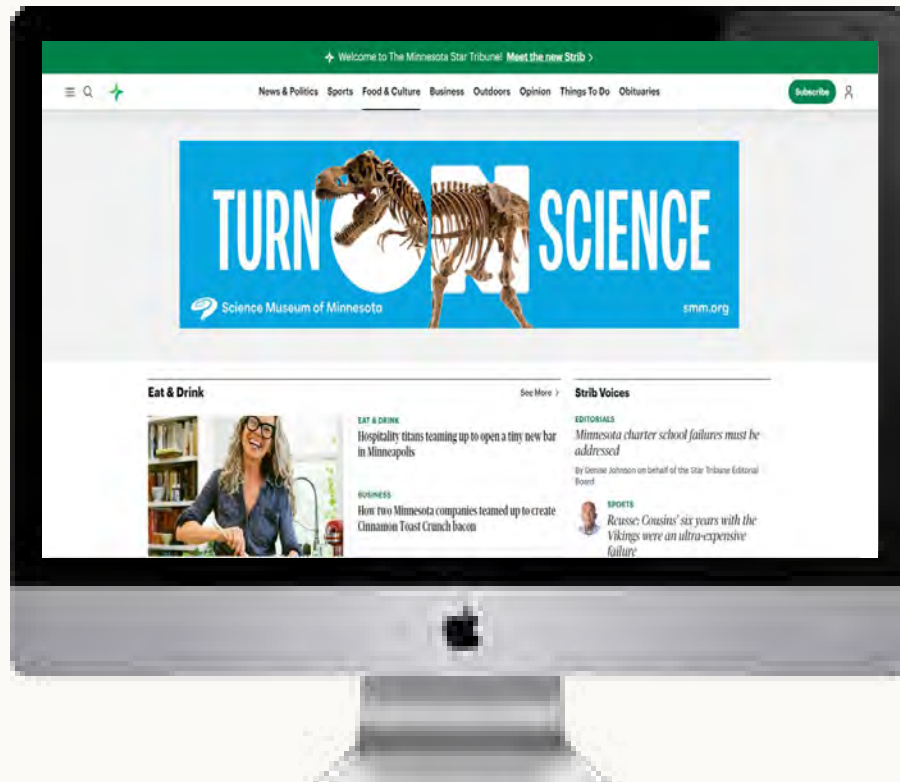 Welcome to The Minnesota Star Tribune! Meet the new Strib >
News & Politics Sports Food & Culture Business Outdoors Opinion Things To Do Obituaries
Subscribe
TURN ON SCIENCE
Science Museum of Minnesota
smm.org
Eat & Drink
See More >
EAT & DRINK
Hospitality titans teaming up to open a tiny new bar
in Minneapolis
BUSINESS
How two Minnesota companies teamed up to create
Cinnamon Toast Crunch bacon
Strib Voices
EDITORIALS
Minnesota charter school failures must be
addressed
By Denise Johnson on behalf of the Star Tribune Editorial
Board
SPORTS
Reusse: Cousins' six years with the
Vikings were an ultra-expensive
failure